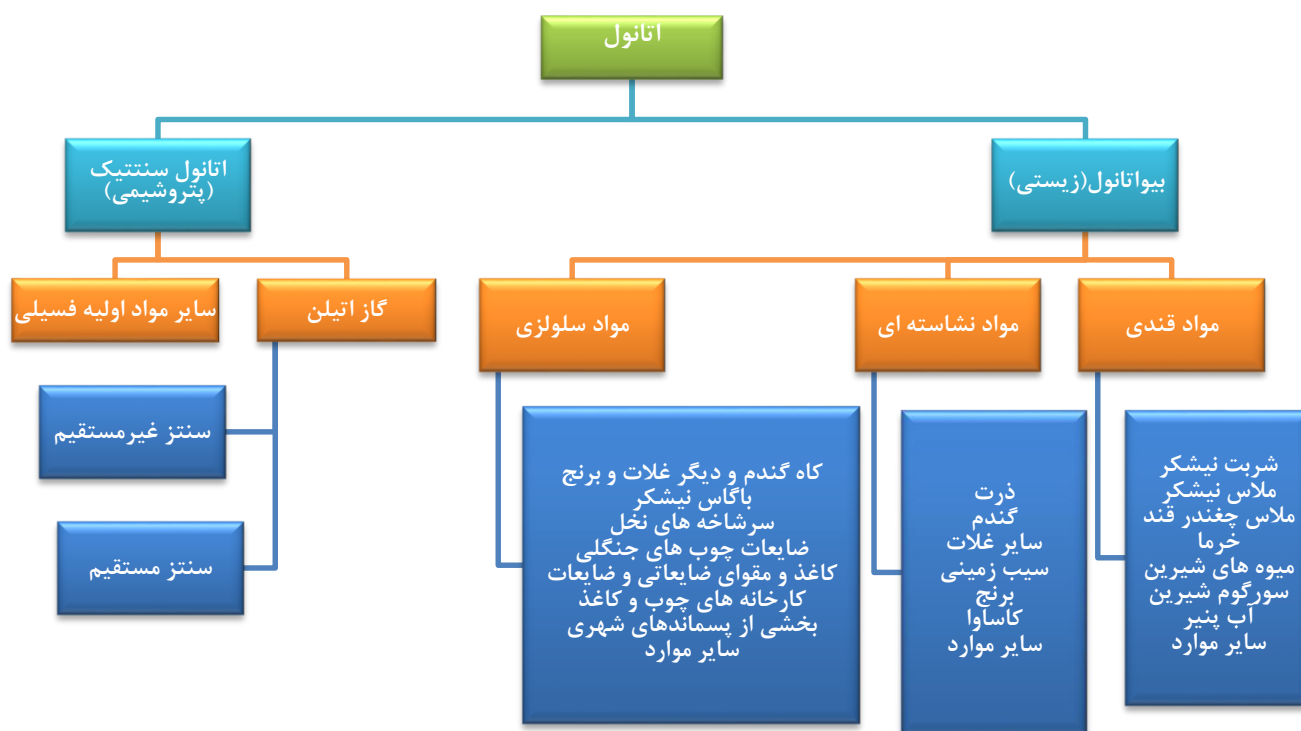 اتانول
بیواتانول(زیستی)
اتانول سنتتیک
(پتروشیمی)
مواد قندی
مواد نشاسته ای
مواد سلولزی
گاز اتیلن
سایر مواد اولیه فسیلی
شربت نیشکر
ملاس نیشکر
ملاس چغندر قند
خرما
میوه های شیرین
سورگوم شیرین
آب پنیر
سایر موارد
ذرت
گندم
سایر غلات
سیب زمینی
برنج
کاساوا
سایر موارد
کاه گندم و دیگر غلات و برنج
باگاس نیشکر
سرشاخه های نخل
ضایعات چوب های جنگلی
کاغذ و مقوای ضایعاتی و ضایعات
کارخانه های چوب و کاغذ
بخشی از پسماندهای شهری
سایر موارد
سنتز غیرمستقیم
سنتز مستقیم